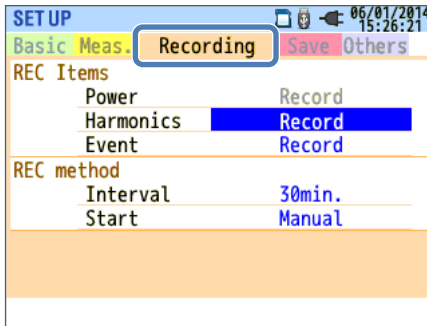 SET UP 06/01/2014
15:26:21
Basic Meas. Recording Save Others
REC Items
Power Record
Harmonics Record
Event Record
REC method
Interval 30min.
Start Manual